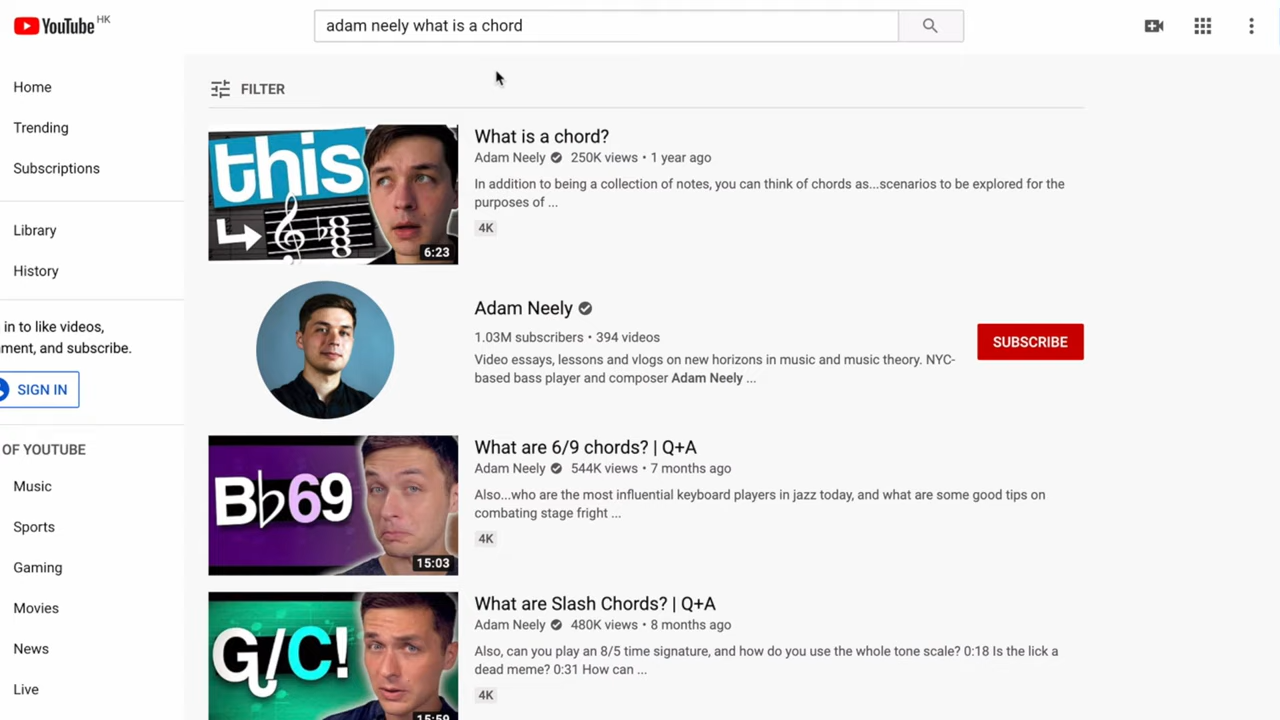 YouTube HK
adam neely what is a chord
Home
Trending
Subscriptions
Library
History
in to like videos,
ment, and subscribe.
SIGN IN
OF YOUTUBE
Music
Sports
Gaming
Movies
News
Live
FILTER
this
6:23
What is a chord?
Adam Neely 250K views • 1 year ago
In addition to being a collection of notes, you can think of chords as...scenarios to be explored for the
purposes of ...
4K
Adam Neely
1.03M subscribers • 394 videos
Video essays, lessons and vlogs on new horizons in music and music theory. NYC-
based bass player and composer Adam Neely ...
SUBSCRIBE
B♭69
15:03
What are 6/9 chords? | Q+A
Adam Neely 544K views • 7 months ago
Also...who are the most influential keyboard players in jazz today, and what are some good tips on
combating stage fright ...
4K
G/C!
15:59
What are Slash Chords? | Q+A
Adam Neely 480K views • 8 months ago
Also, can you play an 8/5 time signature, and how do you use the whole tone scale? 0:18 Is the lick a
dead meme? 0:31 How can ...
4K